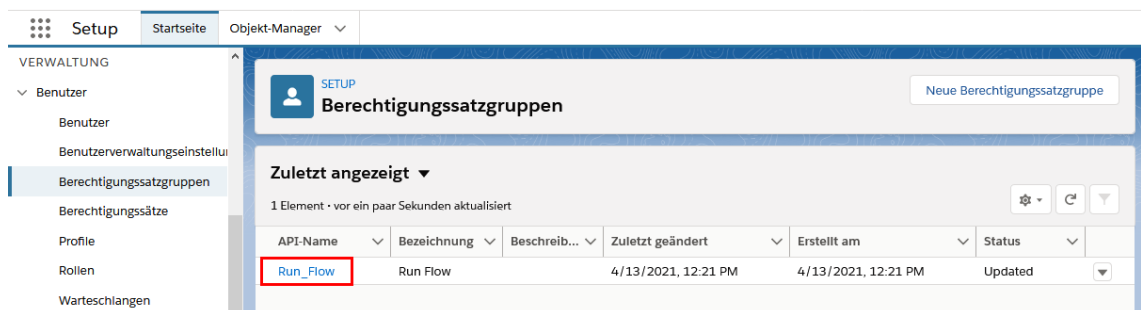 Setup Startseite Objekt-Manager
VERWALTUNG
Benutzer
Benutzer
Benutzerverwaltungseinstellu
Berechtigungssatzgruppen
Berechtigungssätze
Profile
Rollen
Warteschlangen
SETUP
Berechtigungssatzgruppen
Neue Berechtigungssatzgruppe
Zuletzt angezeigt
1 Element • vor ein paar Sekunden aktualisiert
API-Name Bezeichnung Beschreib... Zuletzt geändert Erstellt am Status
Run_Flow Run Flow 4/13/2021, 12:21 PM 4/13/2021, 12:21 PM Updated